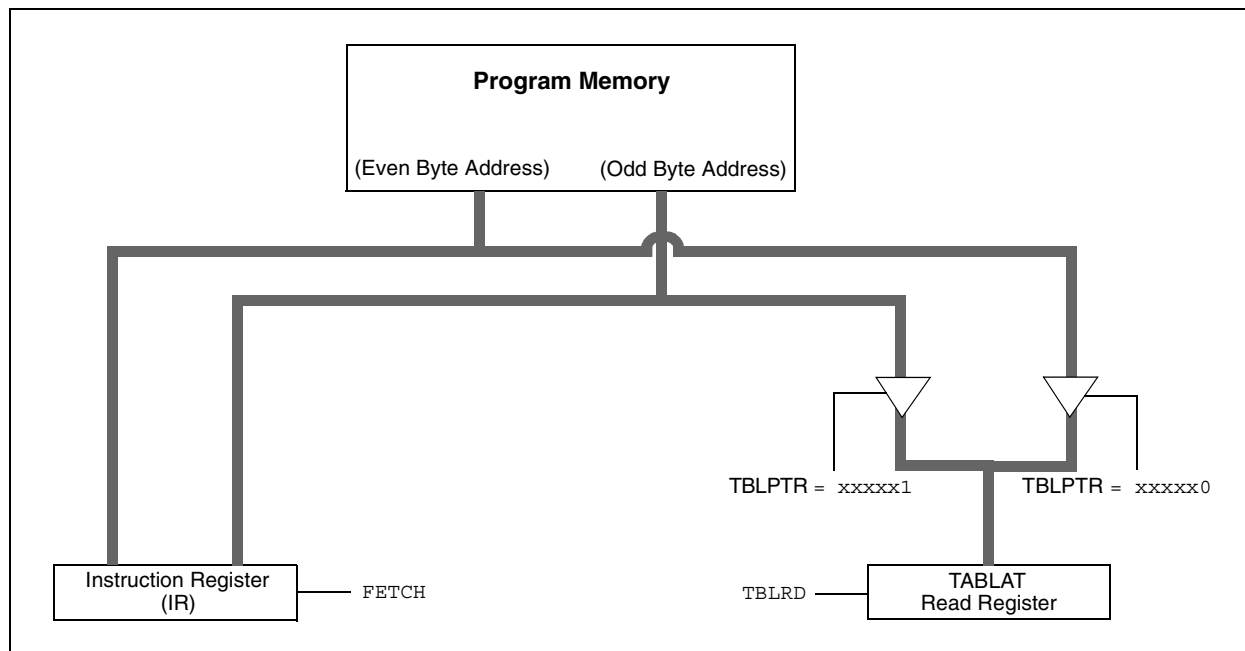 Program Memory
(Even Byte Address)
(Odd Byte Address)
TBLPTR = xxxxx1
TBLPTR = xxxxx0
Instruction Register
(IR)
FETCH
TBLRD
TABLAT
Read Register